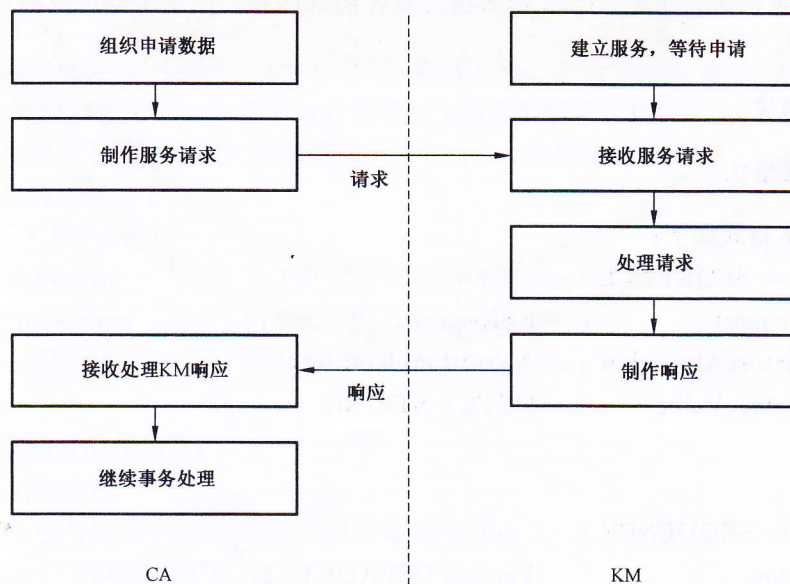 组织申请数据
建立服务，等待申请
制作服务请求
接收服务请求
请求
处理请求
接收处理KM响应
响应
制作响应
继续事务处理
CA
KM